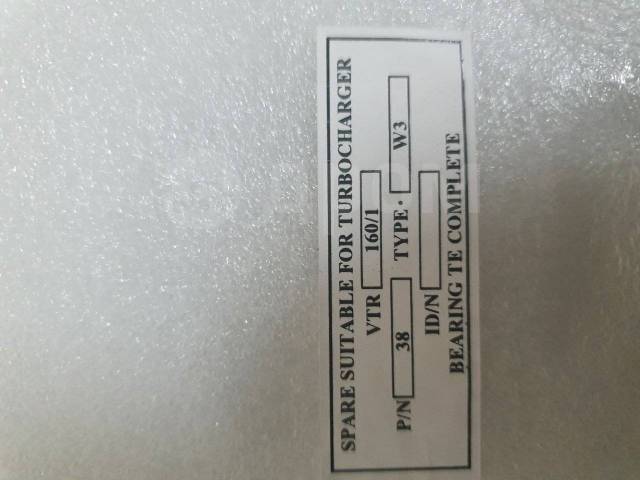 SPARE SUITABLE FOR TURBOCHARGER
VTR 160/1
P/N 38 TYPE· W3
ID/N
BEARING TE COMPLETE